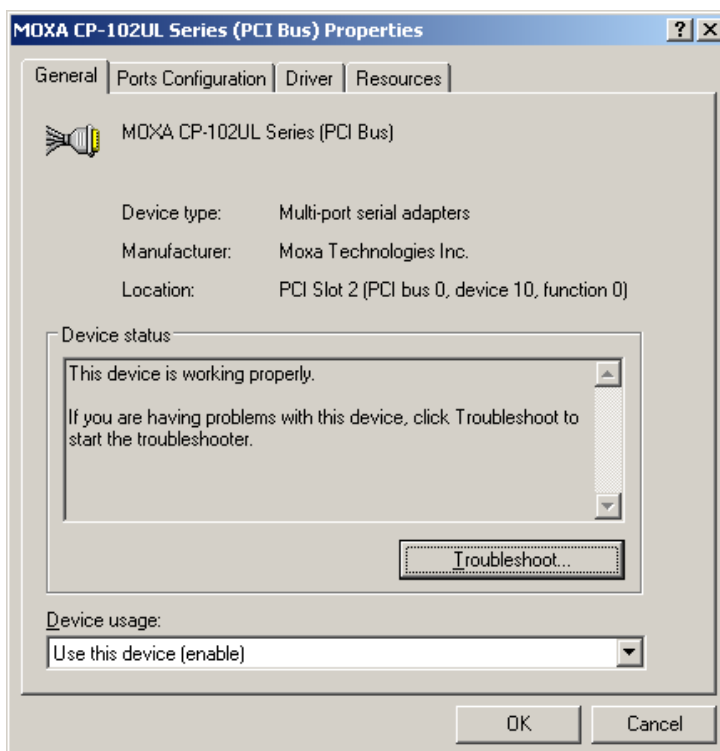 MOXA CP-102UL Series (PCI Bus) Properties
General
Ports Configuration
Driver
Resources
MOXA CP-102UL Series (PCI Bus)
Device type: Multi-port serial adapters
Manufacturer: Moxa Technologies Inc.
Location: PCI Slot 2 (PCI bus 0, device 10, function 0)
Device status
This device is working properly.
If you are having problems with this device, click Troubleshoot to
start the troubleshooter.
Troubleshoot...
Device usage:
Use this device (enable)
OK
Cancel